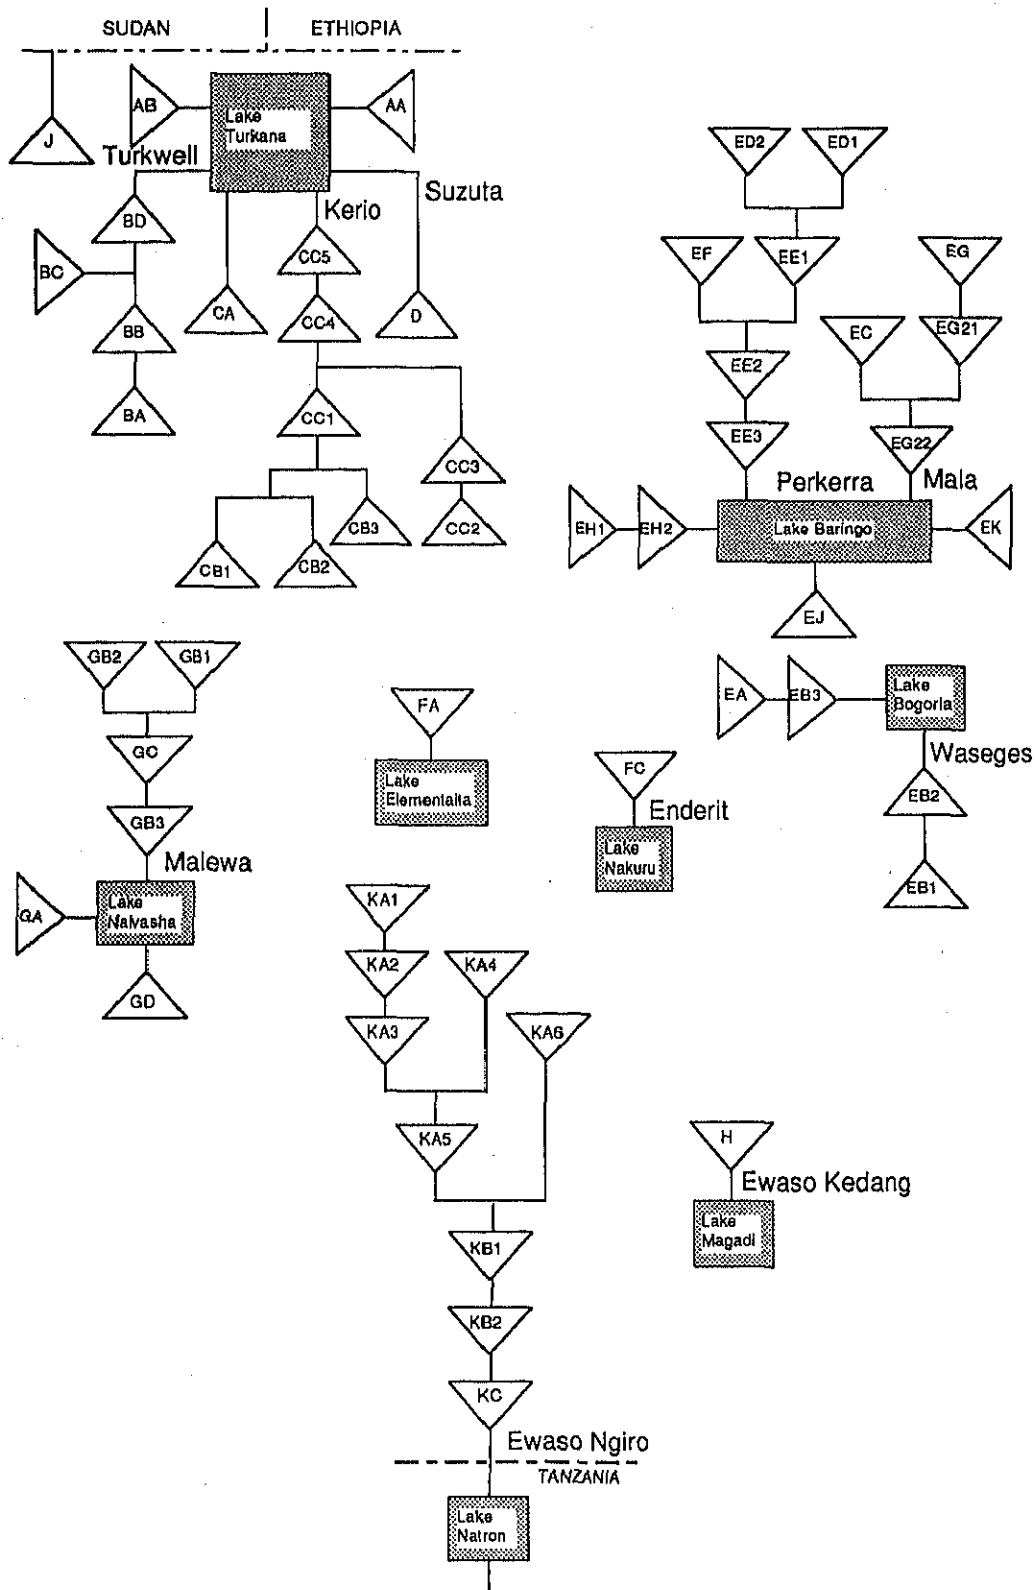 SUDAN
ETHIOPIA
AB
Lake
Turkana
AA
J
Turkwell
Suzuta
Kerio
BD
BC
CC5
CA
CC4
D
BB
BA
CC1
CC3
CC2
CB3
CB1
CB2
ED2
ED1
EF
EE1
EG
EC
EG21
EE2
EE3
EG22
Perkerra
Mala
EH1
EH2
Lake Baringo
EK
EJ
GB2
GB1
GC
GB3
Malewa
GA
Lake
Naivasha
GD
FA
Lake
Elementaita
FC
Enderit
Lake
Nakuru
EA
EB3
Lake
Bogoria
Waseges
EB2
EB1
KA1
KA2
KA4
KA3
KA6
KA5
H
Ewaso Kedang
Lake
Magadi
KB1
KB2
KC
Ewaso Ngiro
TANZANIA
Lake
Natron